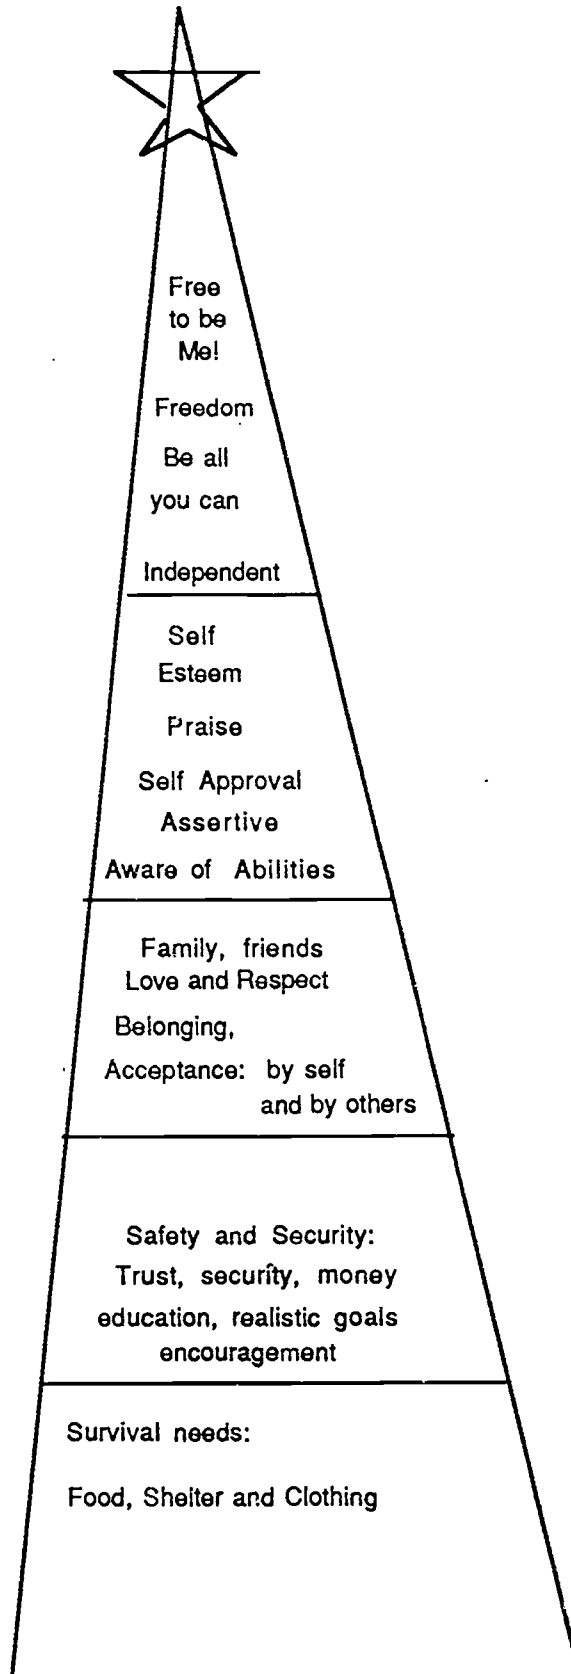 Free
to be
Me!
Freedom
Be all
you can
Independent
Self
Esteem
Praise
Self Approval
Assertive
Aware of Abilities
Family, friends
Love and Respect
Belonging,
Acceptance: by self
and by others
Safety and Security:
Trust, security, money
education, realistic goals
encouragement
Survival needs:
Food, Shelter and Clothing